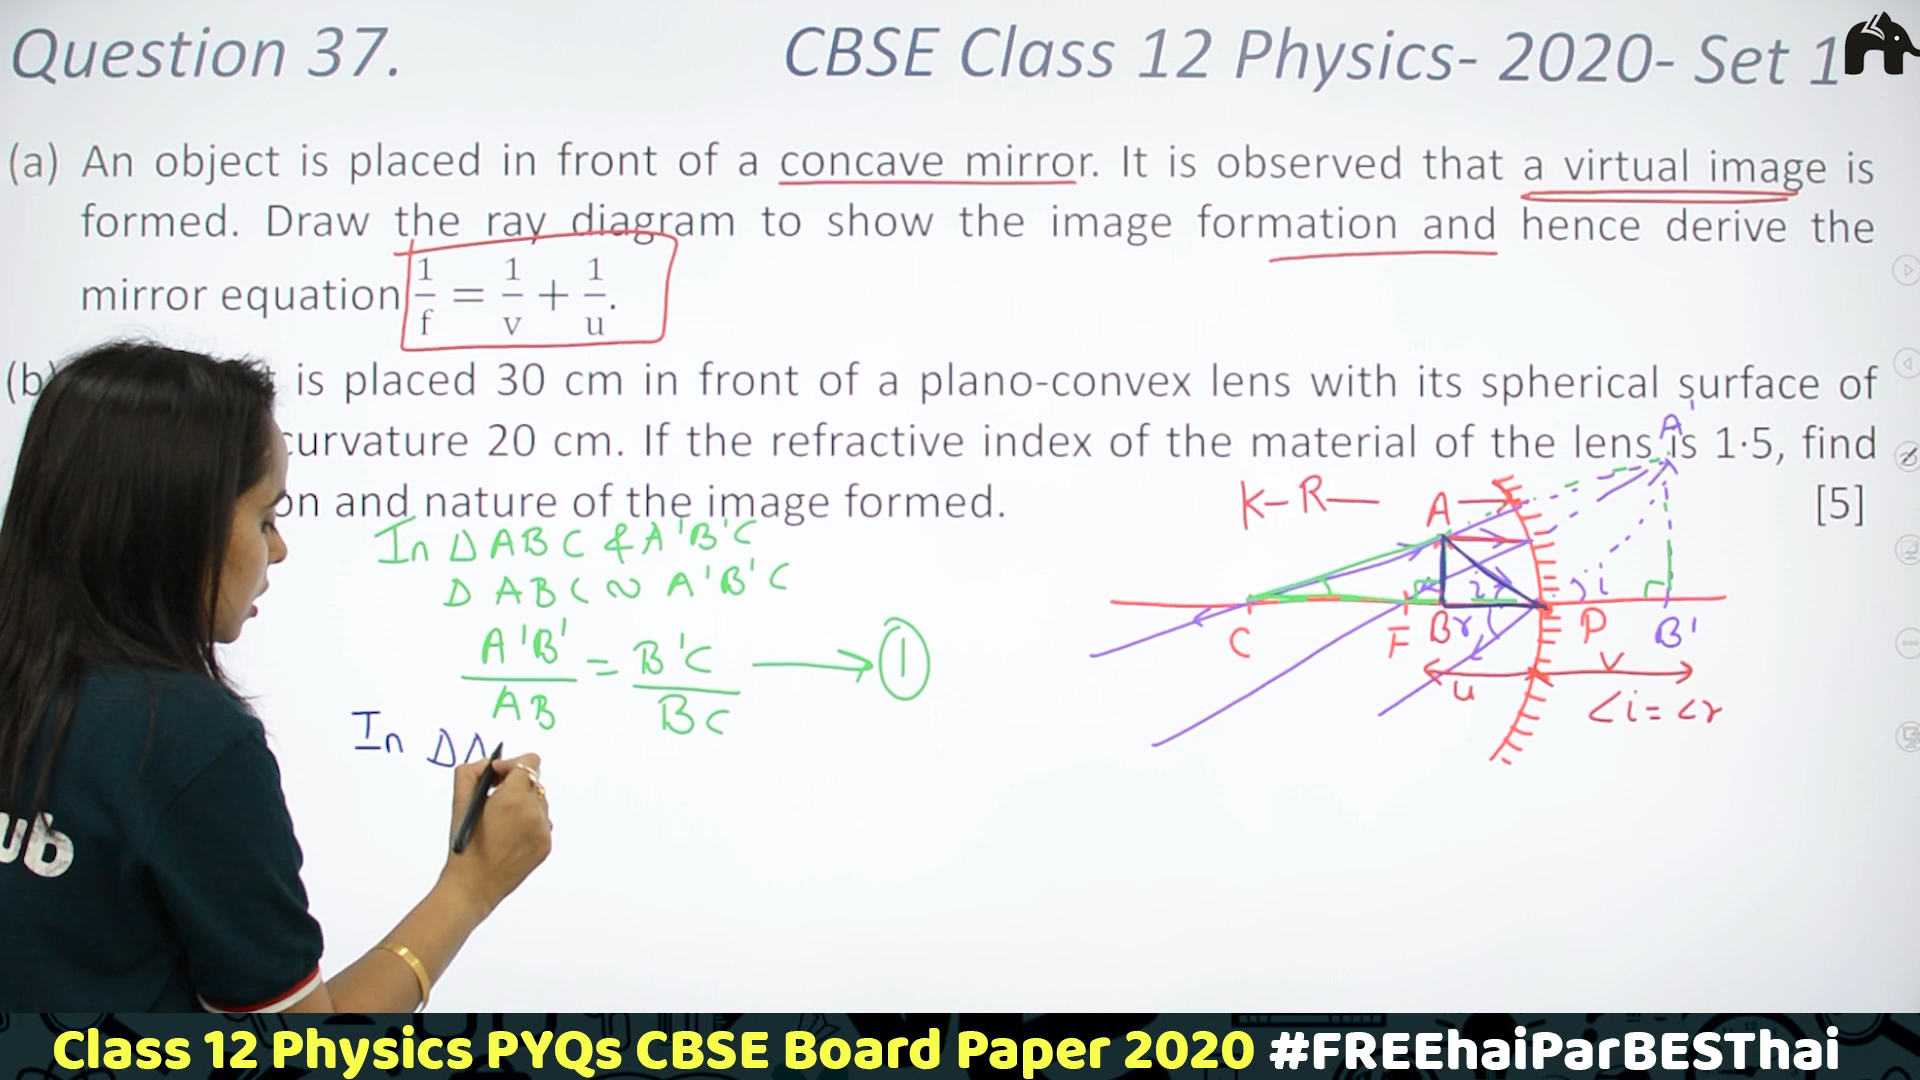 Question 37.
CBSE Class 12 Physics- 2020- Set 1
(a) An object is placed in front of a concave mirror. It is observed that a virtual image is
formed. Draw the ray diagram to show the image formation and hence derive the
mirror equation 1/f = 1/v + 1/u.
(b) is placed 30 cm in front of a plano-convex lens with its spherical surface of
curvature 20 cm. If the refractive index of the material of the lens is 1·5, find
and nature of the image formed.
[5]
In Δ ABC & A'B'C
Δ ABC ~ A'B'C
A'B'/AB = B'C/BC → 1
In Δ
R
A
A'
i
i
C
F
B
r
P
B'
u
v
∠i = ∠r
ub
Class 12 Physics PYQs CBSE Board Paper 2020 #FREEhaiParBESThai